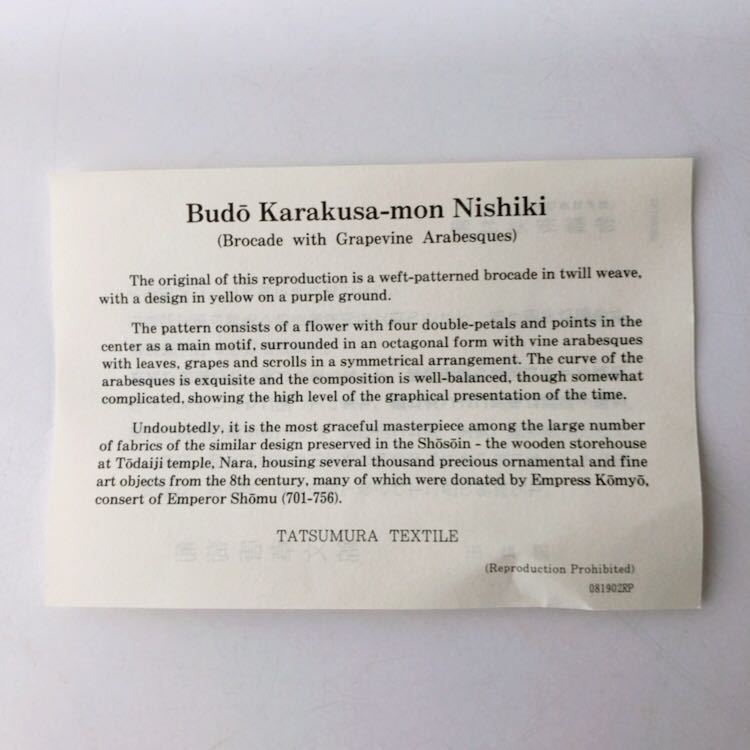 Budō Karakusa-mon Nishiki
(Brocade with Grapevine Arabesques)
The original of this reproduction is a weft-patterned brocade in twill weave,
with a design in yellow on a purple ground.
The pattern consists of a flower with four double-petals and points in the
center as a main motif, surrounded in an octagonal form with vine arabesques
with leaves, grapes and scrolls in a symmetrical arrangement. The curve of the
arabesques is exquisite and the composition is well-balanced, though somewhat
complicated, showing the high level of the graphical presentation of the time.
Undoubtedly, it is the most graceful masterpiece among the large number
of fabrics of the similar design preserved in the Shōsōin - the wooden storehouse
at Tōdaiji temple, Nara, housing several thousand precious ornamental and fine
art objects from the 8th century, many of which were donated by Empress Kōmyō,
consert of Emperor Shōmu (701-756).
TATSUMURA TEXTILE
(Reproduction Prohibited)
081902RP